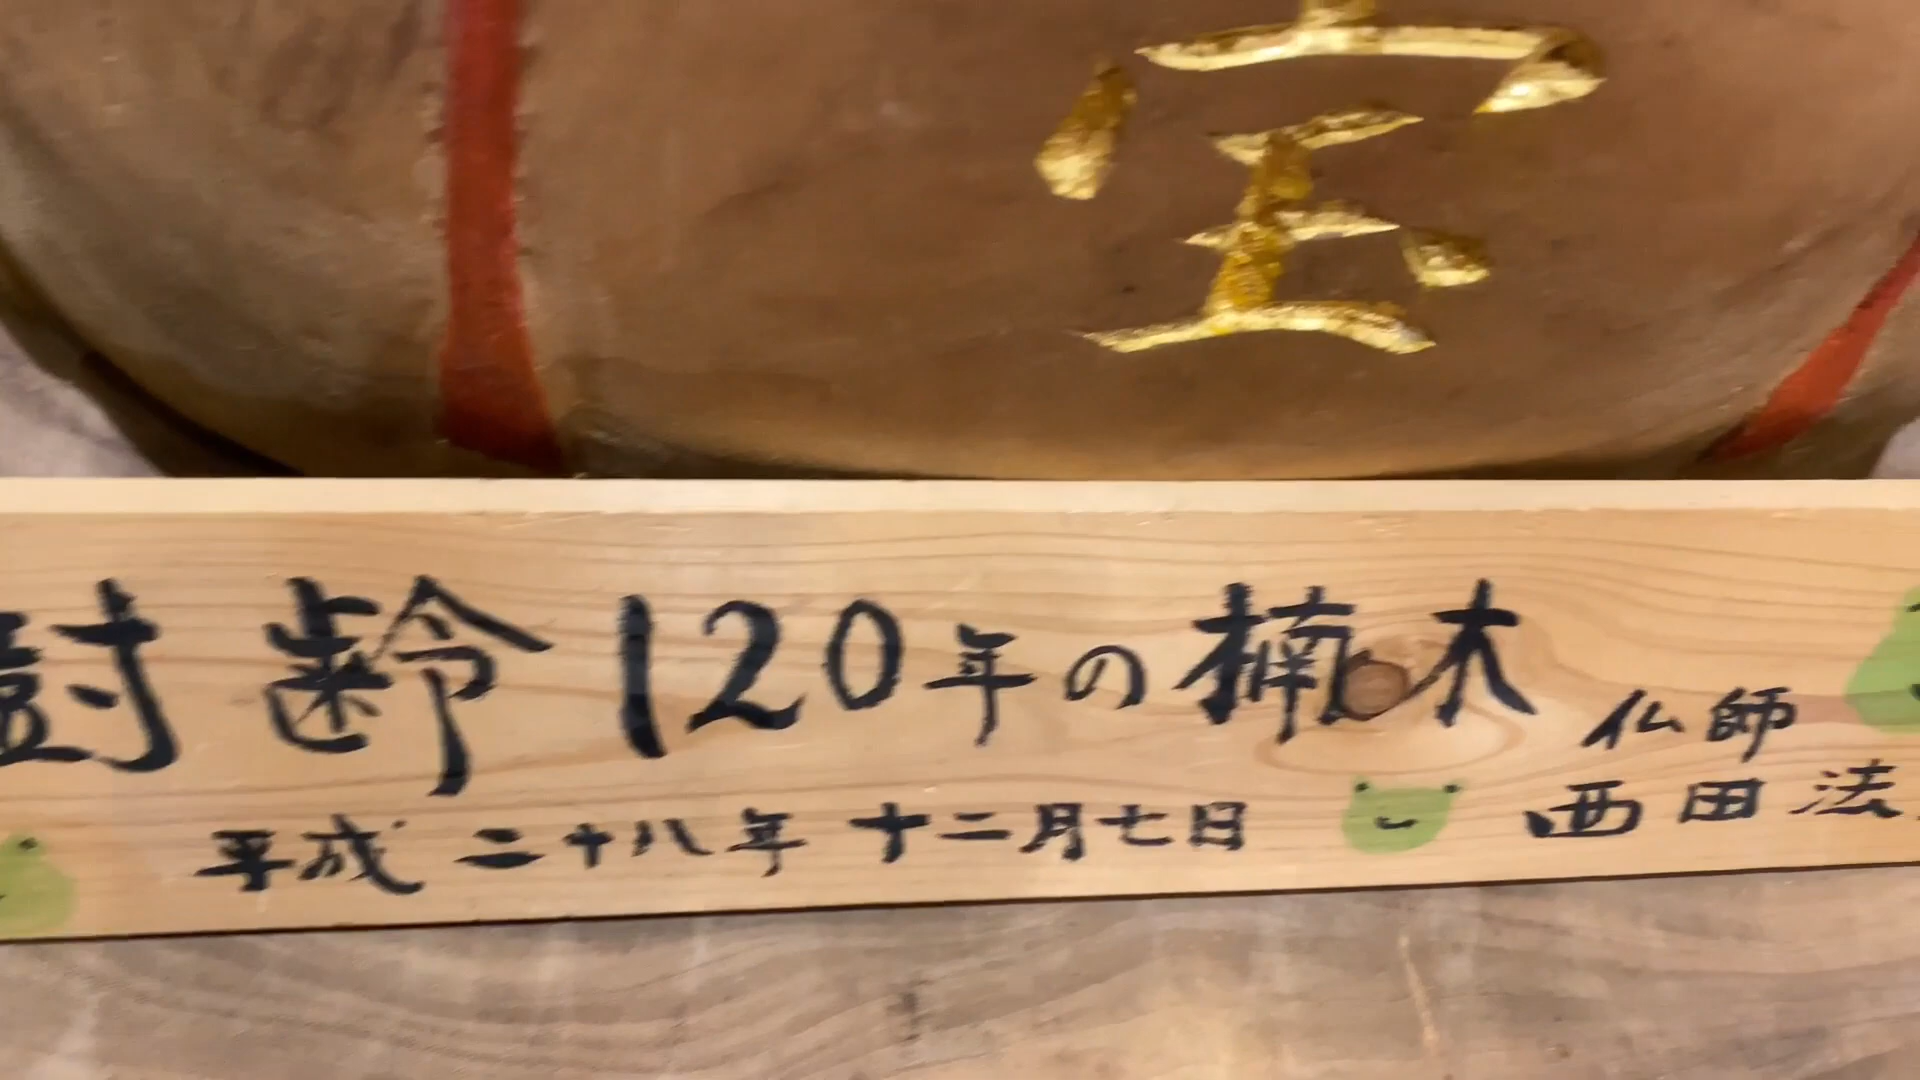 宝
樹齢120年の楠木
仏師
平成二十八年十二月七日
西田法